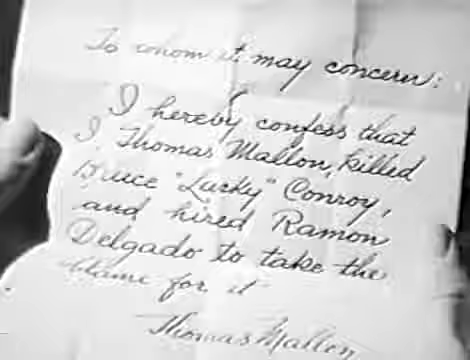 To whom it may concern:
I hereby confess that
I, Thomas Mallon, killed
Bruce "Lucky" Conroy,
and hired Ramon
Delgado to take the
blame for it
Thomas Mallon